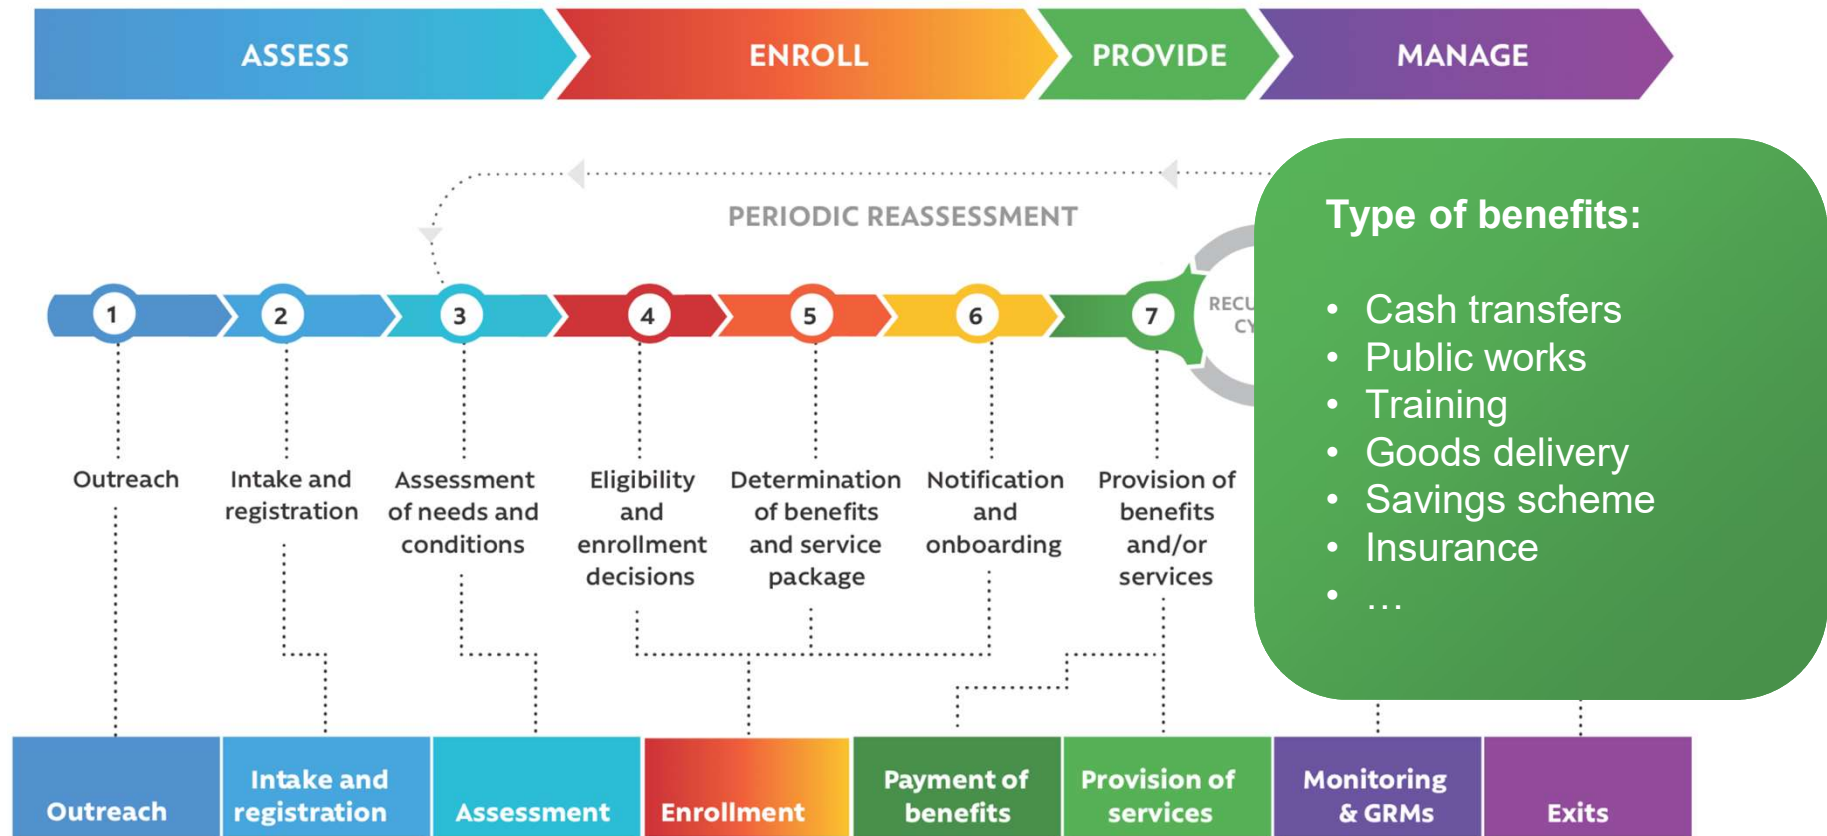 ASSESS
ENROLL
PROVIDE
MANAGE
PERIODIC REASSESSMENT
1
2
3
4
5
6
7
Outreach
Intake and
registration
Assessment
of needs and
conditions
Eligibility
and
enrollment
decisions
Determination
of benefits
and service
package
Notification
and
onboarding
Provision of
benefits
and/or
services
Type of benefits:
• Cash transfers
• Public works
• Training
• Goods delivery
• Savings scheme
• Insurance
• …
Outreach
Intake and
registration
Assessment
Enrollment
Payment of
benefits
Provision of
services
Monitoring
& GRMs
Exits